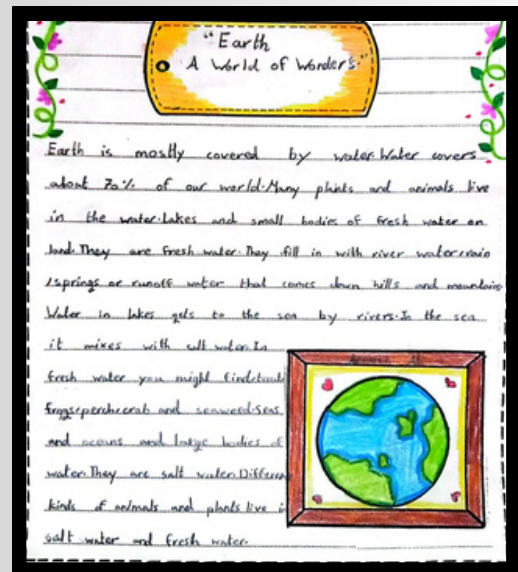 "Earth
A World of Wonders."
Earth is mostly covered by water. Water covers
about 70% of our world. Many plants and animals live
in the water. Lakes and small bodies of fresh water on
land. They are fresh water. They fill in with river water, rain
, springs or runoff water that comes down hills and mountains
Water in lakes gets to the sea by rivers. In the sea
it mixes with salt water. In
fresh water you might find
frogs, perch, crab and seaweed. Seas
and oceans and large bodies of
water. They are salt water. Different
kinds of animals and plants live in
salt water and fresh water.